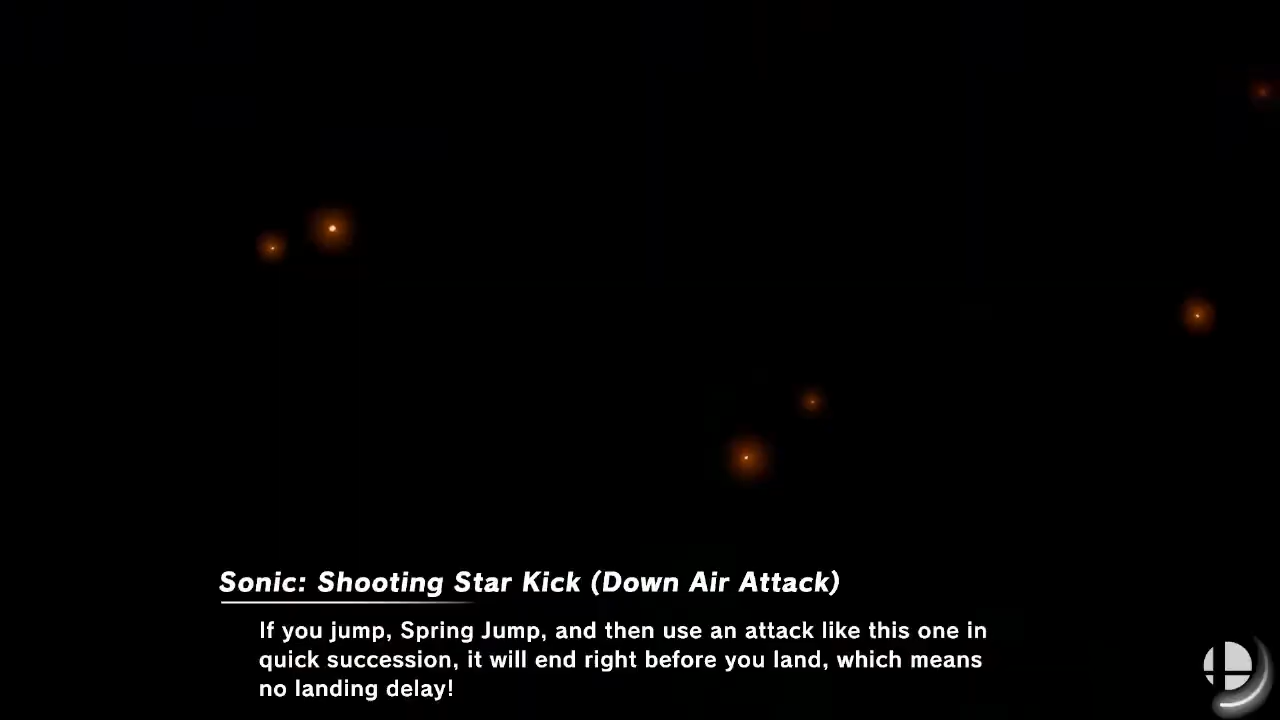 Sonic: Shooting Star Kick (Down Air Attack)
If you jump, Spring Jump, and then use an attack like this one in
quick succession, it will end right before you land, which means
no landing delay!